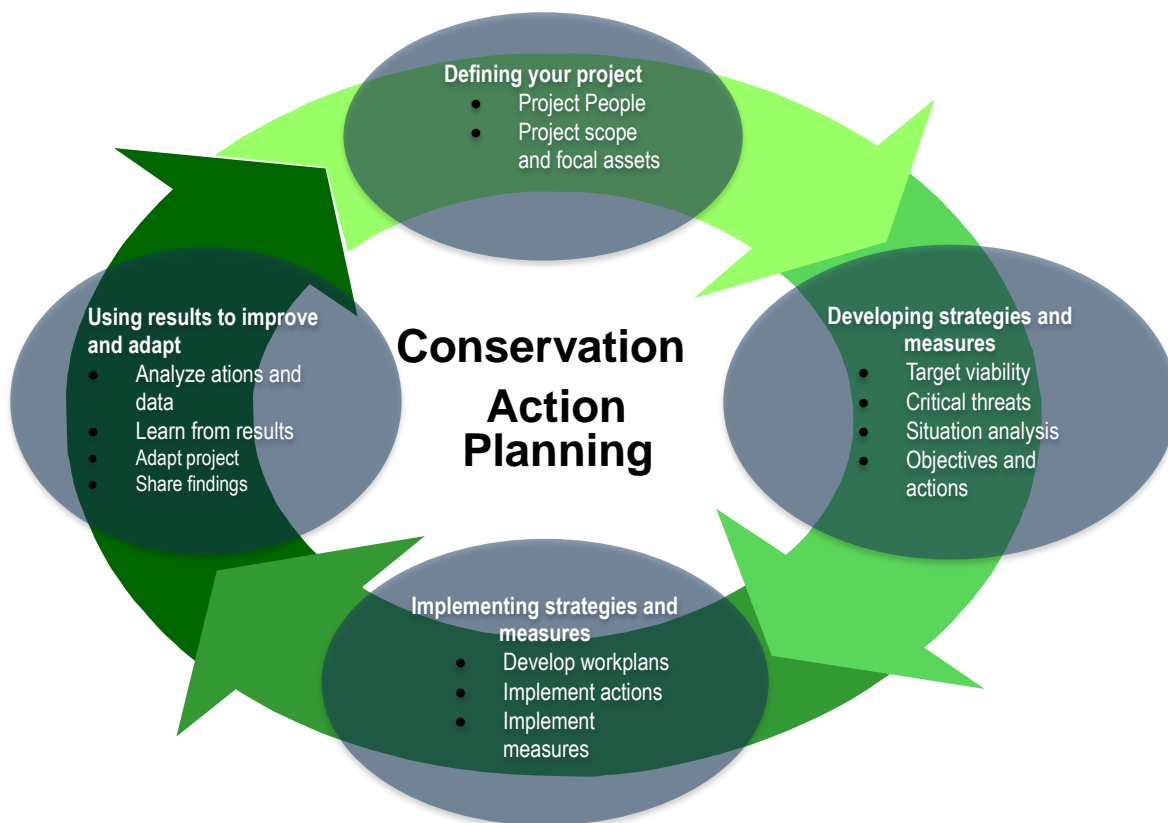 Defining your project
● Project People
● Project scope
and focal assets
Developing strategies and
measures
● Target viability
● Critical threats
● Situation analysis
● Objectives and
actions
Implementing strategies and
measures
● Develop workplans
● Implement actions
● Implement
measures
Using results to improve
and adapt
● Analyze ations and
data
● Learn from results
● Adapt project
● Share findings
Conservation
Action
Planning